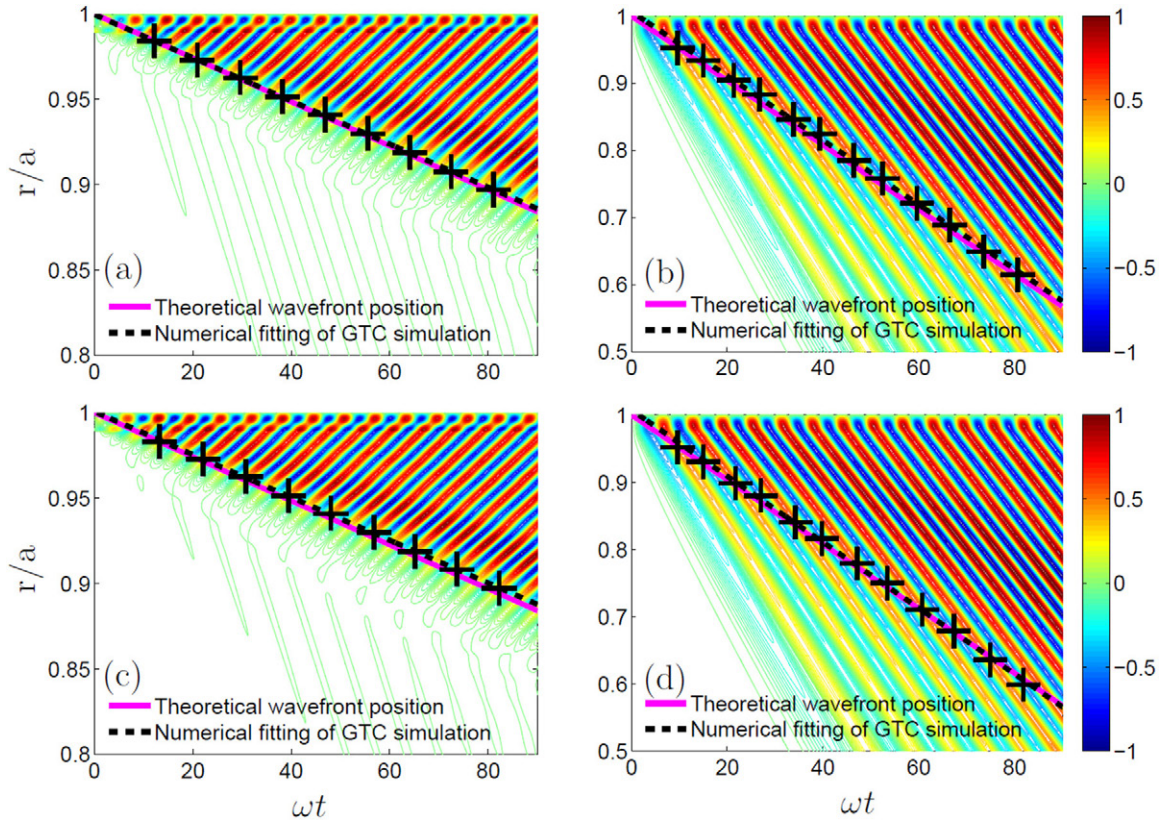 1
0.95
0.9
0.85
0.8
r/a
(a)
Theoretical wavefront position
Numerical fitting of GTC simulation
0 20 40 60 80
1
0.9
0.8
0.7
0.6
0.5
(b)
Theoretical wavefront position
Numerical fitting of GTC simulation
0 20 40 60 80
1
0.5
0
−0.5
−1
1
0.95
0.9
0.85
0.8
r/a
(c)
Theoretical wavefront position
Numerical fitting of GTC simulation
0 20 40 60 80
ωt
1
0.9
0.8
0.7
0.6
0.5
(d)
Theoretical wavefront position
Numerical fitting of GTC simulation
0 20 40 60 80
ωt
1
0.5
0
−0.5
−1